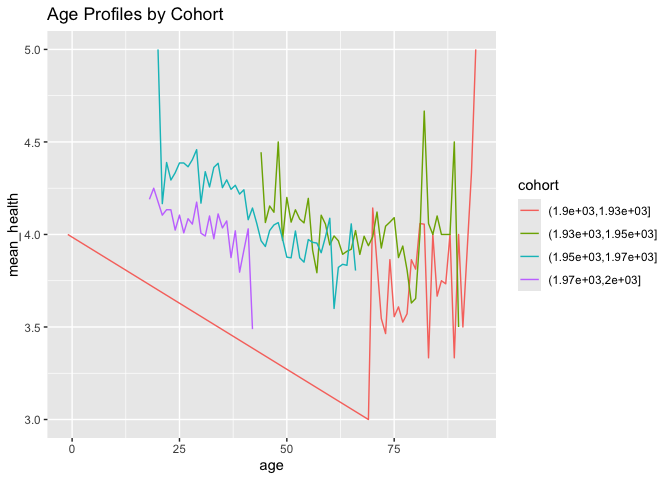 Age Profiles by Cohort
5.0
4.5
4.0
3.5
3.0
mean_health
0
25
50
75
age
cohort
(1.9e+03,1.93e+03]
(1.93e+03,1.95e+03]
(1.95e+03,1.97e+03]
(1.97e+03,2e+03]